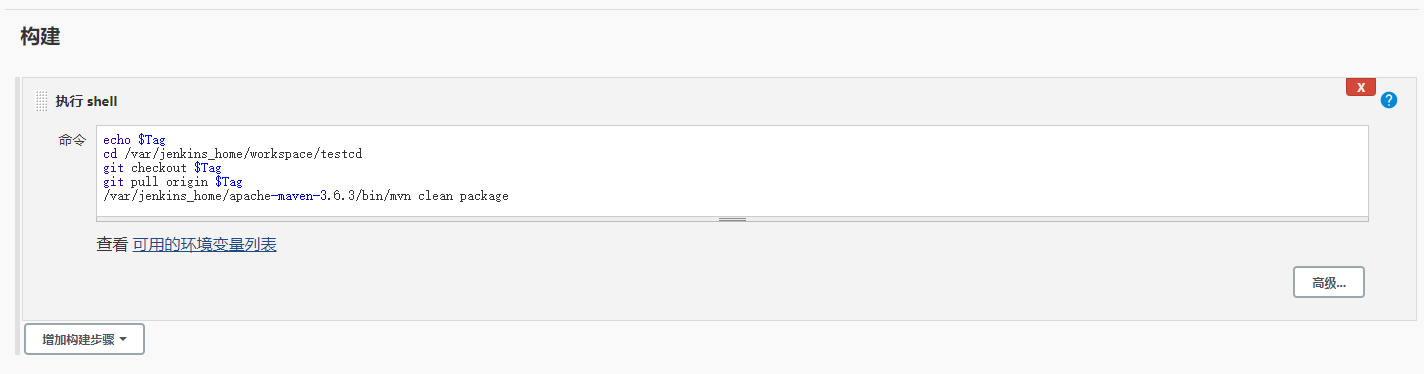 构建
执行 shell
X
?
命令
echo $Tag
cd /var/jenkins_home/workspace/testcd
git checkout $Tag
git pull origin $Tag
/var/jenkins_home/apache-maven-3.6.3/bin/mvn clean package
查看 可用的环境变量列表
高级...
增加构建步骤